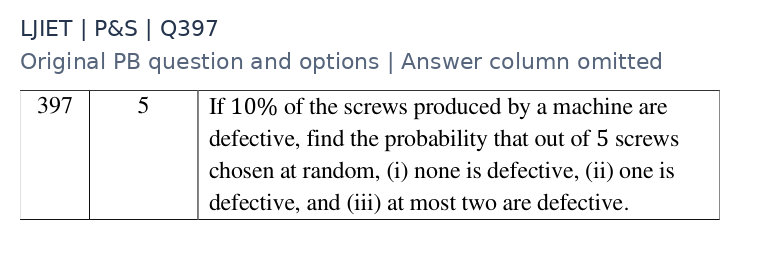 LJIET | P&S | Q397
Original PB question and options | Answer column omitted
397 5 If 10% of the screws produced by a machine are
defective, find the probability that out of 5 screws
chosen at random, (i) none is defective, (ii) one is
defective, and (iii) at most two are defective.